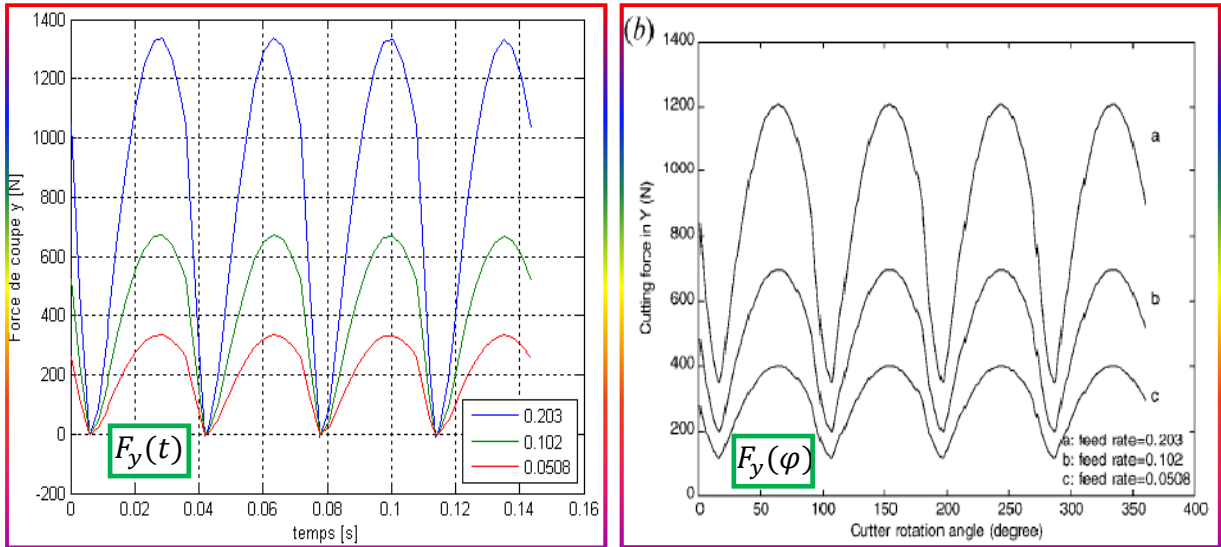 1400
1200
1000
800
600
400
200
0
-200
Force de coupe y [N]
0
0.02
0.04
0.06
0.08
0.1
0.12
0.14
0.16
temps [s]
0.203
0.102
0.0508
F_y(t)
(b)
1400
1200
1000
800
600
400
200
0
Cutting force in Y (N)
0
50
100
150
200
250
300
350
400
Cutter rotation angle (degree)
a
b
c
a: feed rate=0.203
b: feed rate=0.102
c: feed rate=0.0508
F_y(φ)